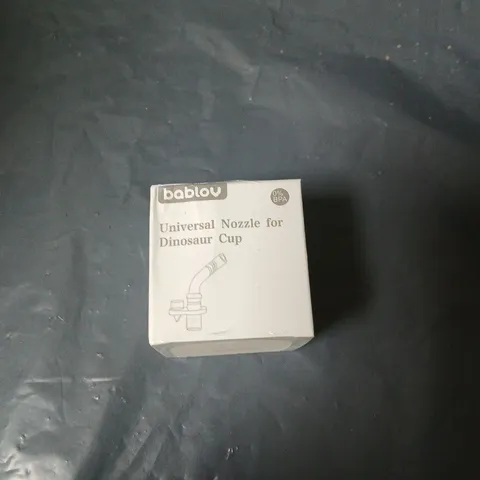 bablov
0%
BPA
Universal Nozzle for
Dinosaur Cup